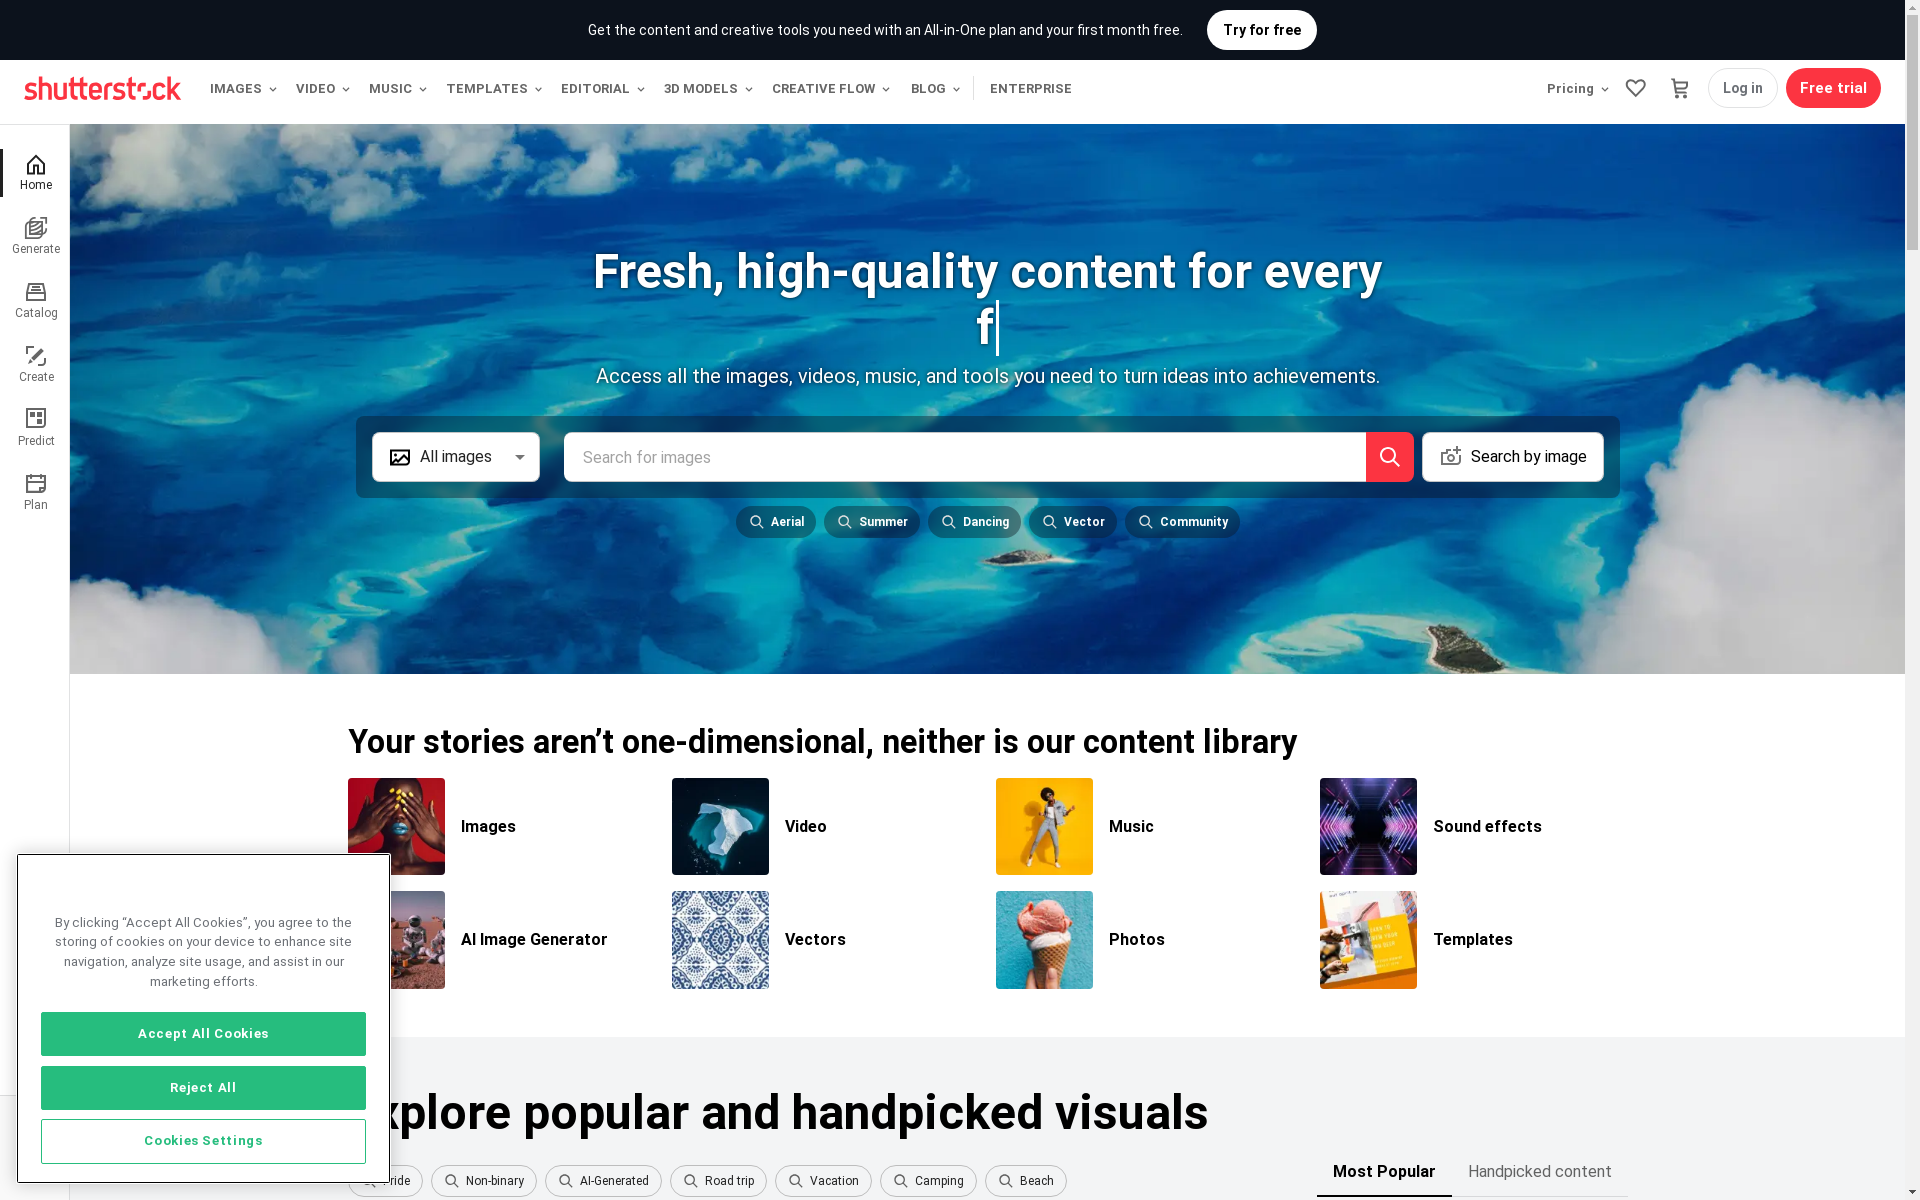 Get the content and creative tools you need with an All-in-One plan and your first month free.
Try for free
shutterstock
IMAGES
VIDEO
MUSIC
TEMPLATES
EDITORIAL
3D MODELS
CREATIVE FLOW
BLOG
ENTERPRISE
Pricing
Log in
Free trial
Home
Generate
Catalog
Create
Predict
Plan
Fresh, high-quality content for every
f
Access all the images, videos, music, and tools you need to turn ideas into achievements.
All images
Search for images
Search by image
Aerial
Summer
Dancing
Vector
Community
Your stories aren’t one-dimensional, neither is our content library
Images
Video
Music
Sound effects
AI Image Generator
Vectors
Photos
Templates
By clicking “Accept All Cookies”, you agree to the
storing of cookies on your device to enhance site
navigation, analyze site usage, and assist in our
marketing efforts.
Accept All Cookies
Reject All
Cookies Settings
xplore popular and handpicked visuals
ride
Non-binary
AI-Generated
Road trip
Vacation
Camping
Beach
Most Popular
Handpicked content